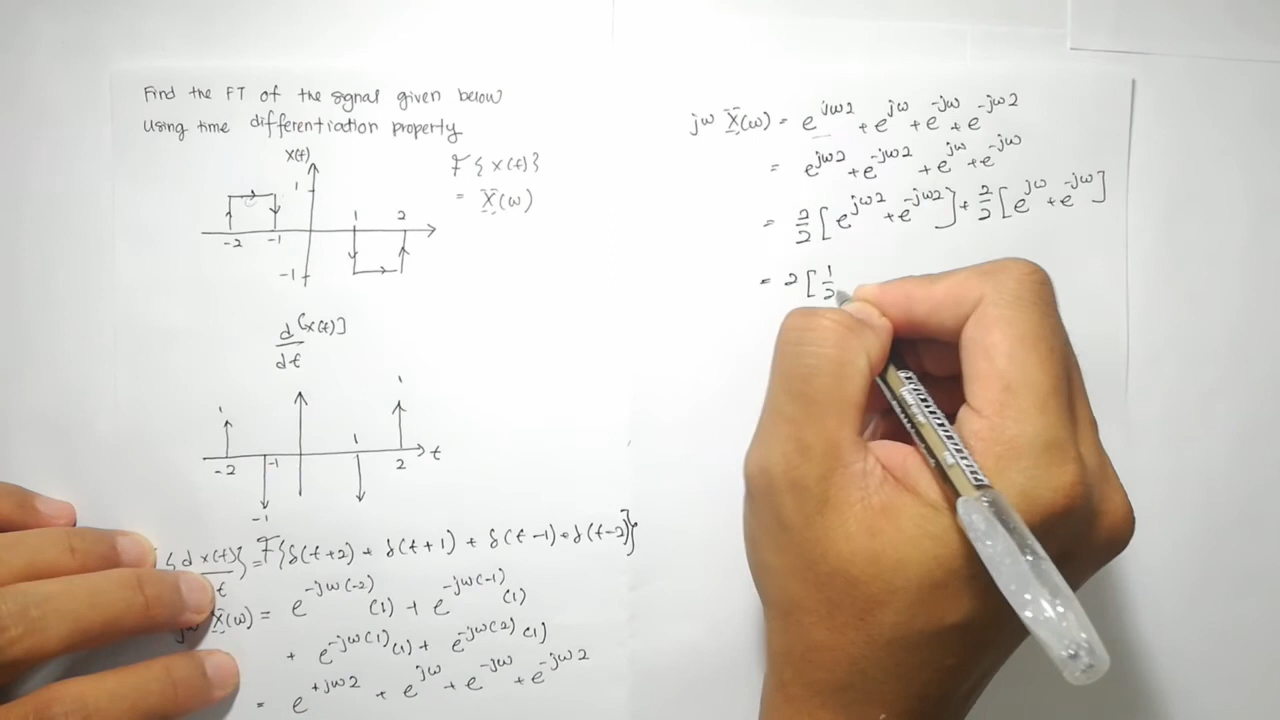 Find the FT of the signal given below
Using time differentiation property
x(t)
1
-2 -1
1 2
-1
F{x(t)}
= X(ω)
d[x(t)]
dt
1
1
-2 -1
1
2
t
-1
{dx(t)} = F{δ(t+2) + δ(t+1) + δ(t-1) + δ(t-2)}
t
jω X(ω) = e^-jω(-2) (1) + e^-jω(-1) (1)
+ e^-jω(1) (1) + e^-jω(2) (1)
= e^+jω2 + e^jω + e^-jω + e^-jω2
jω X(ω) = e^jω2 + e^jω + e^-jω + e^-jω2
= e^jω2 + e^-jω2 + e^jω + e^-jω
= 2/2 [e^jω2 + e^-jω2] + 2/2 [e^jω + e^-jω]
= 2 [1/2